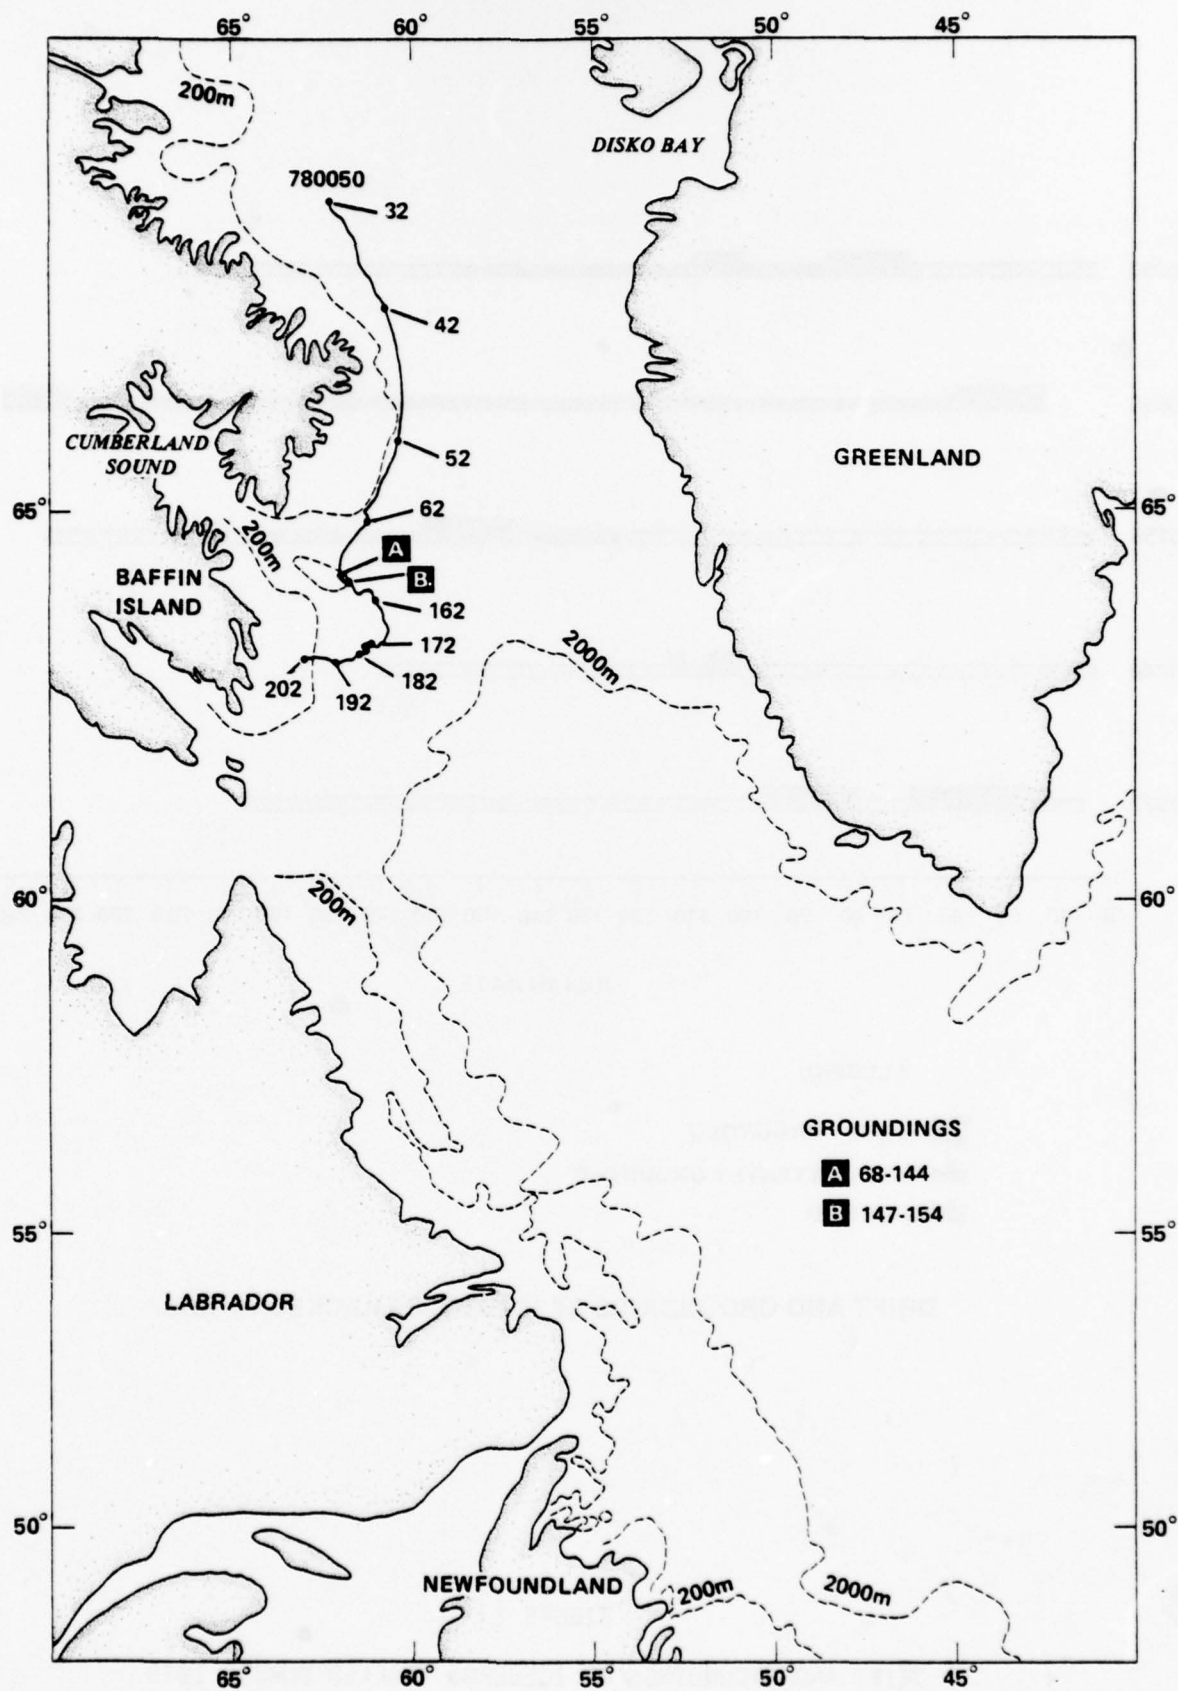 65° 60° 55° 50° 45°
200m
DISKO BAY
780050
32
42
CUMBERLAND
SOUND
52
GREENLAND
65°
62
65°
200m
A
B.
BAFFIN
ISLAND
162
172
2000m
182
202
192
60°
200m
60°
GROUNDINGS
A 68-144
B 147-154
55°
55°
LABRADOR
50°
50°
NEWFOUNDLAND
200m
2000m
65° 60° 55° 50° 45°